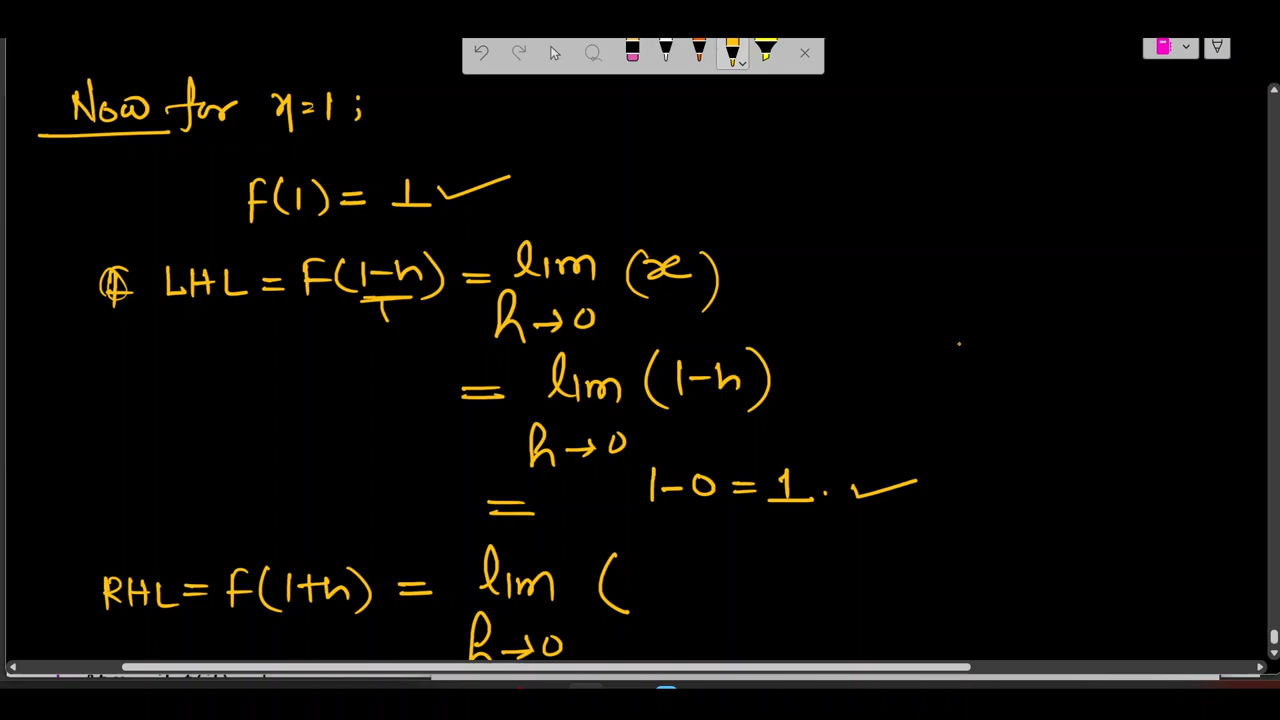 Now for x=1;
F(1) = 1 ✓
LHL = F(1-h) = lim (x)
h→0
= lim (1-h)
h→0
= 1-0 = 1. ✓
RHL = F(1+h) = lim (
h→0